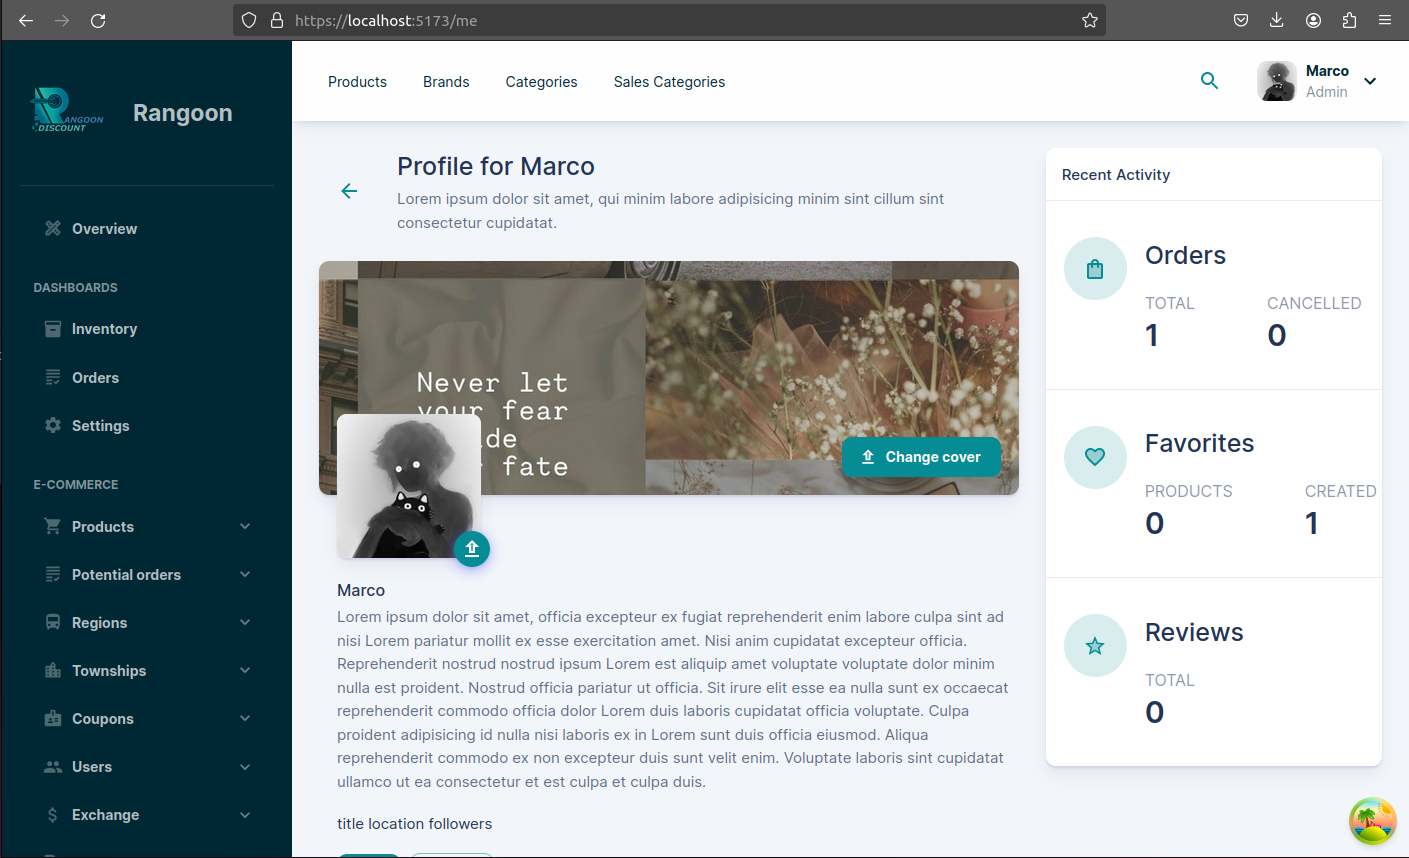 https://localhost:5173/me
RANGOON
DISCOUNT
Rangoon
Products
Brands
Categories
Sales Categories
Marco
Admin
Overview
DASHBOARDS
Inventory
Orders
Settings
E-COMMERCE
Products
Potential orders
Regions
Townships
Coupons
Users
Exchange
Profile for Marco
Lorem ipsum dolor sit amet, qui minim labore adipisicing minim sint cillum sint
consectetur cupidatat.
Never let
your fear
fate
Change cover
Marco
Lorem ipsum dolor sit amet, officia excepteur ex fugiat reprehenderit enim labore culpa sint ad
nisi Lorem pariatur mollit ex esse exercitation amet. Nisi anim cupidatat excepteur officia.
Reprehenderit nostrud nostrud ipsum Lorem est aliquip amet voluptate voluptate dolor minim
nulla est proident. Nostrud officia pariatur ut officia. Sit irure elit esse ea nulla sunt ex occaecat
reprehenderit commodo officia dolor Lorem duis laboris cupidatat officia voluptate. Culpa
proident adipisicing id nulla nisi laboris ex in Lorem sunt duis officia eiusmod. Aliqua
reprehenderit commodo ex non excepteur duis sunt velit enim. Voluptate laboris sint cupidatat
ullamco ut ea consectetur et est culpa et culpa duis.
title location followers
Recent Activity
Orders
TOTAL
CANCELLED
1
0
Favorites
PRODUCTS
CREATED
0
1
Reviews
TOTAL
0